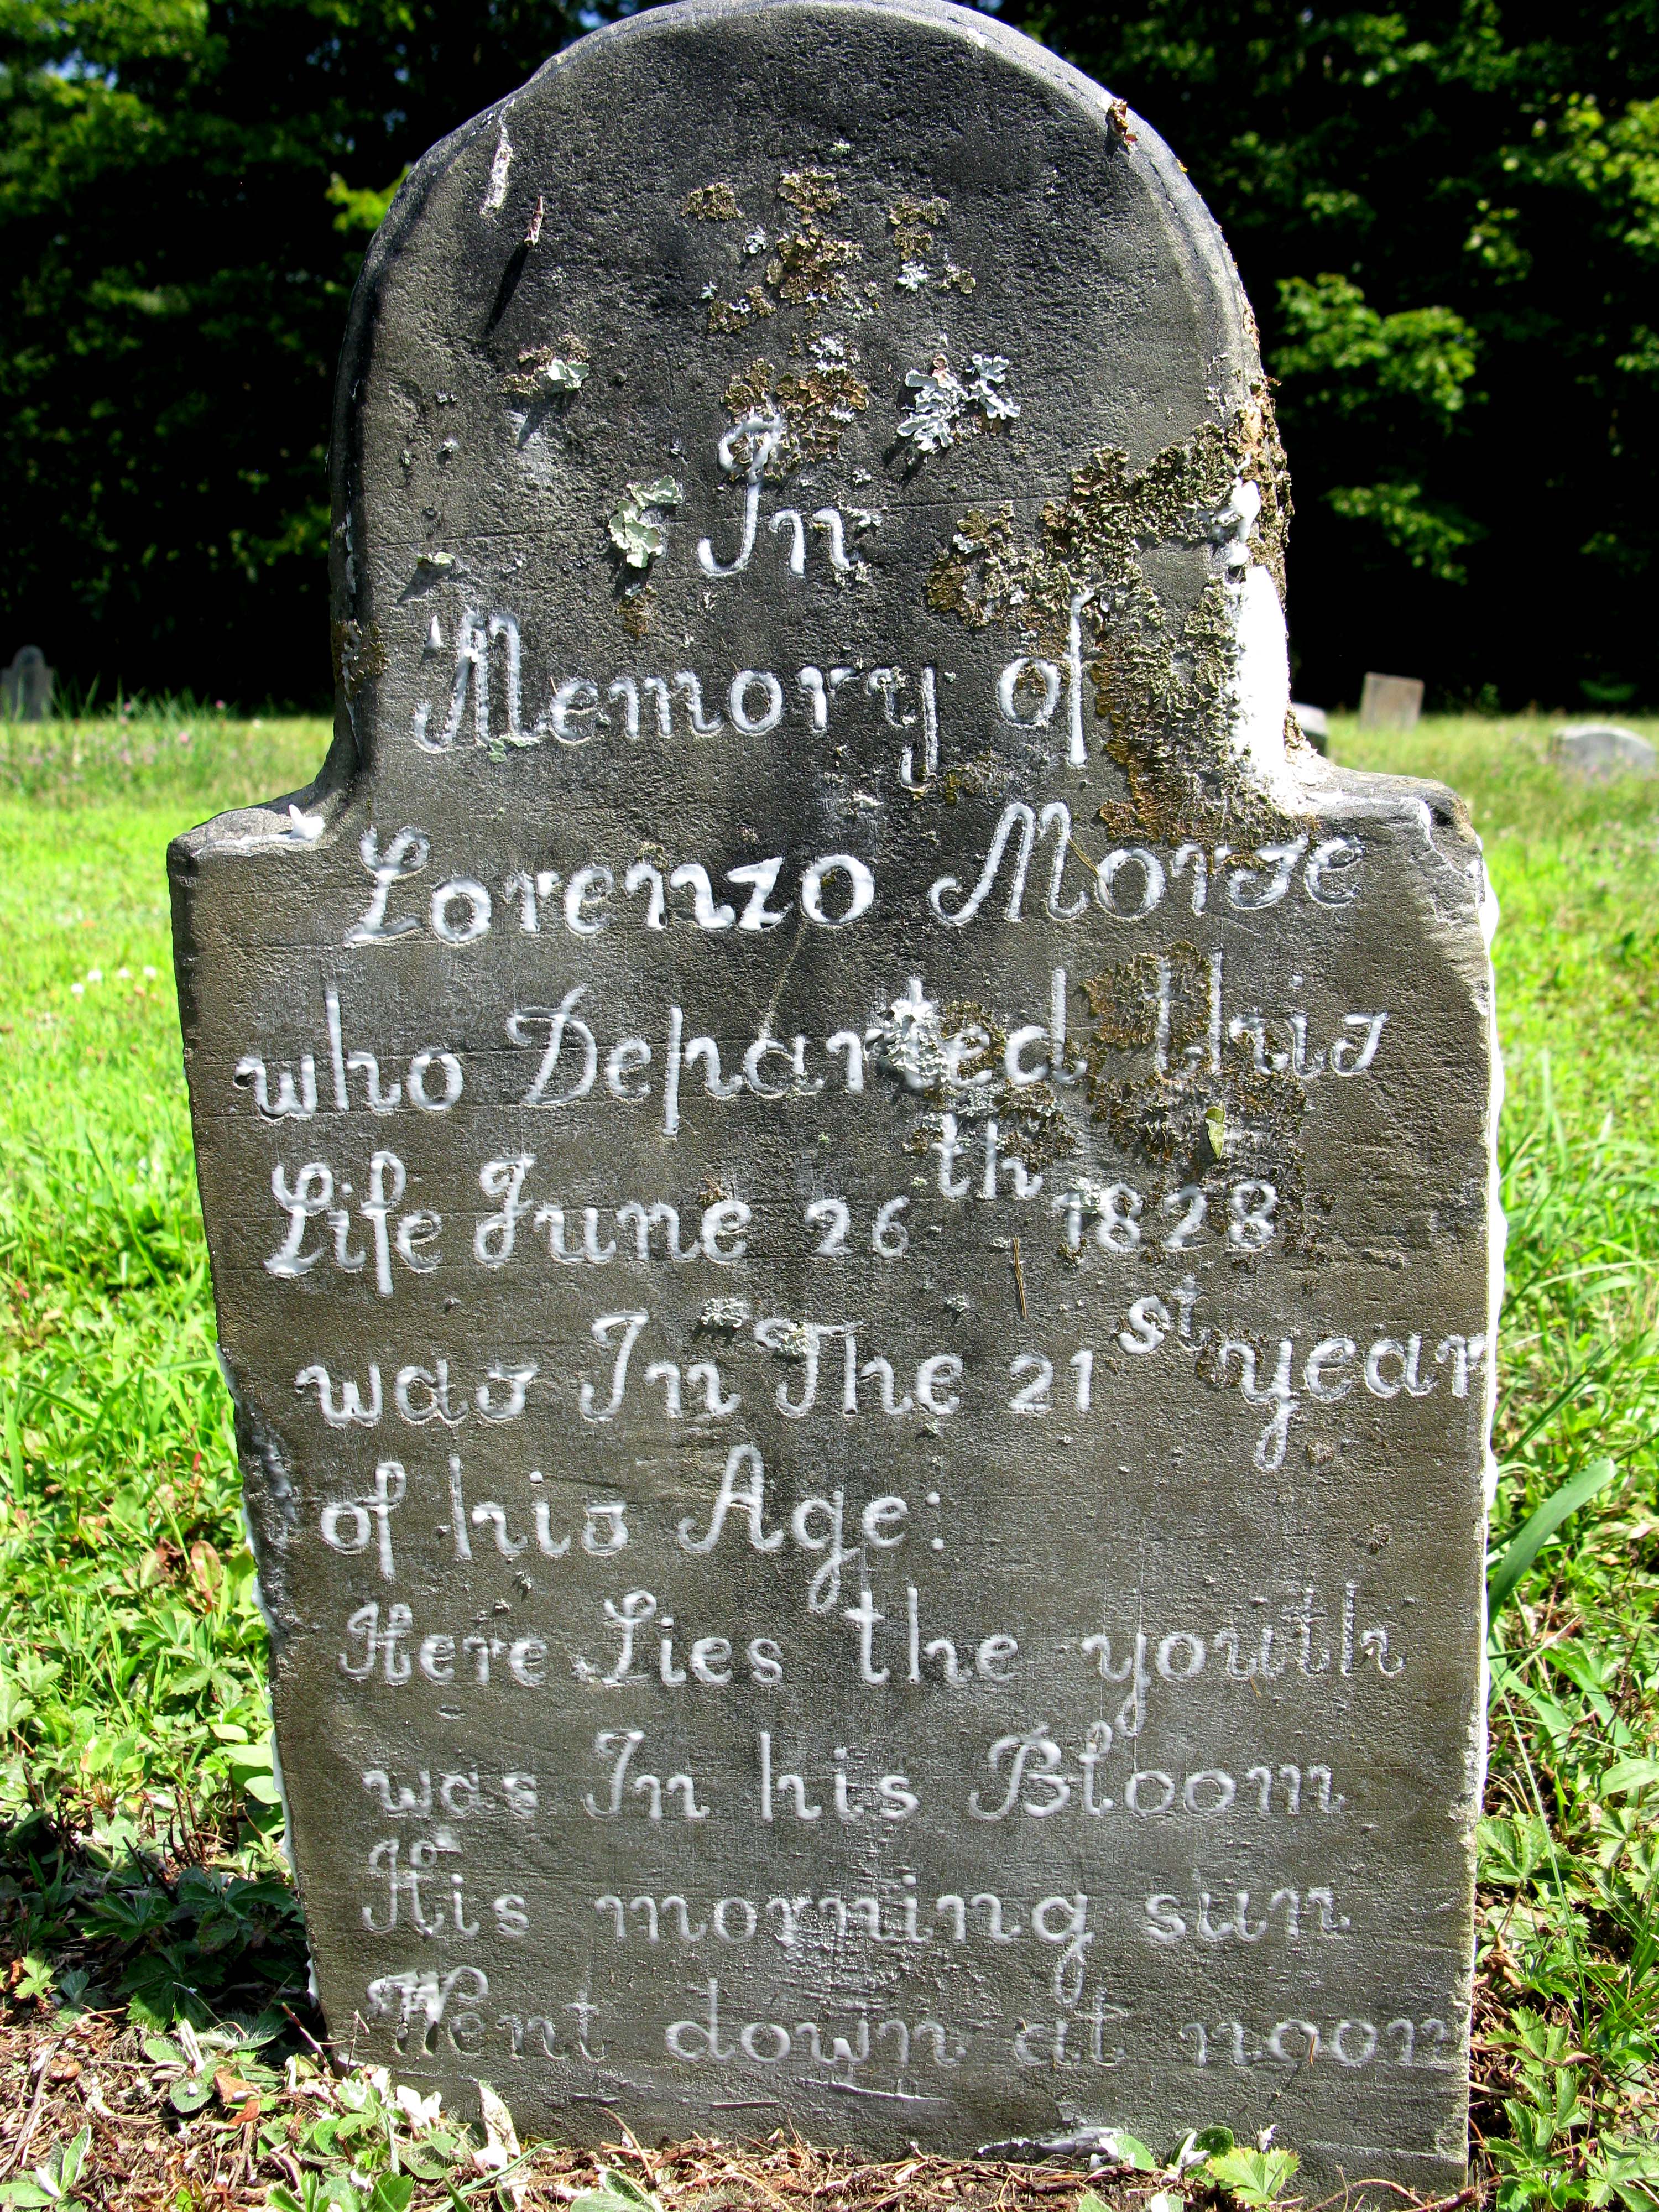 In
Memory of
Lorenzo Morse
who Departed this
Life June 26th 1828
was In The 21st year
of his Age:
Here Lies the youth
was In his Bloom
His morning sun
Went down at noon